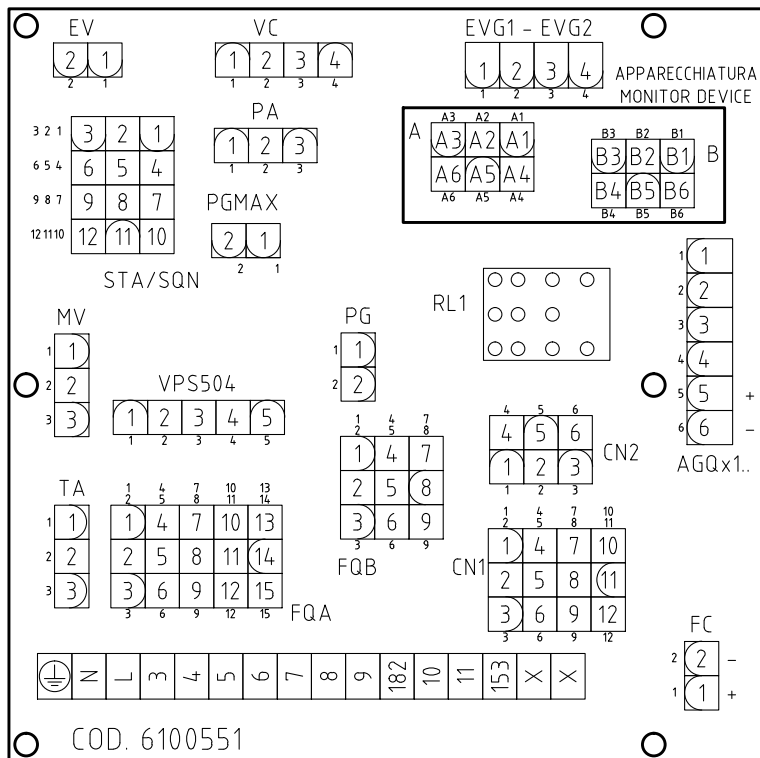 EV VC EVG1 - EVG2
2 1 1 2 3 4 1 2 3 4
2 1 1 2 3 4 1 2 3 4
APPARECCHIATURA
MONITOR DEVICE
PA
1 2 3
1 2 3
3 2 1 3 2 1
6 5 4 6 5 4
9 8 7 9 8 7
12 11 10 12 11 10
STA/SQN
PGMAX
2 1
2 1
A
A3 A2 A1
A3 A2 A1
A6 A5 A4
A6 A5 A4
B
B3 B2 B1
B3 B2 B1
B4 B5 B6
B4 B5 B6
RL1
1 1
2 2
3 3
4 4
5 5 +
6 6 -
AGQx1..
MV
1 1
2 2
3 3
PG
1 1
2 2
VPS504
1 2 3 4 5
1 2 3 4 5
4 5 6
4 5 6
1 2 3
1 2 3
CN2
1 4 7
2 5 8
1 4 7
2 5 8
3 6 9
3 6 9
FQB
TA
1 1
2 2
3 3
1 4 7 10 13
2 5 8 11 14
1 4 7 10 13
2 5 8 11 14
3 6 9 12 15
3 6 9 12 15
FQA
CN1
1 4 7 10
2 5 8 11
1 4 7 10
2 5 8 11
3 6 9 12
3 6 9 12
FC
2 2 -
1 1 +
N L 3 4 5 6 7 8 9 182 10 11 153 X X
COD. 6100551